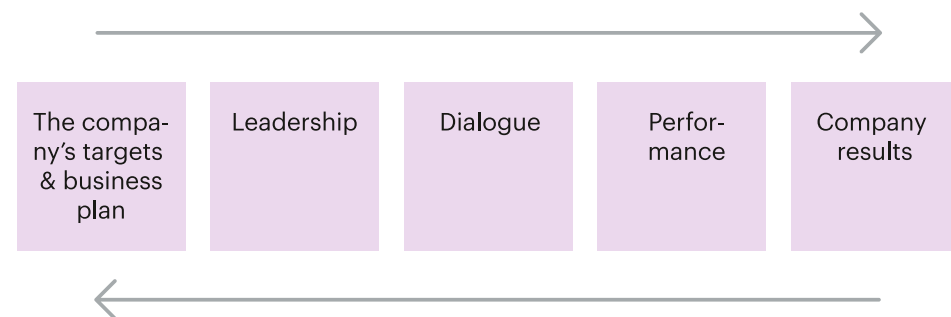 The compa-
ny’s targets
& business
plan
Leadership
Dialogue
Perfor-
mance
Company
results